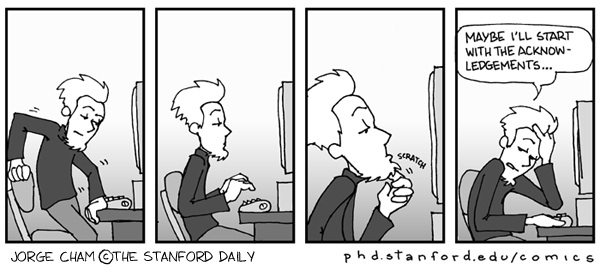 SCRATCH
MAYBE I'LL START
WITH THE ACKNOW-
LEDGEMENTS...
JORGE CHAM ©THE STANFORD DAILY
phd.stanford.edu/comics